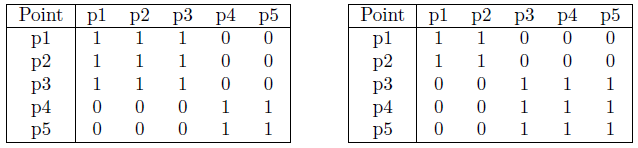 Point p1 p2 p3 p4 p5
p1 1 1 1 0 0
p2 1 1 1 0 0
p3 1 1 1 0 0
p4 0 0 0 1 1
p5 0 0 0 1 1
Point p1 p2 p3 p4 p5
p1 1 1 0 0 0
p2 1 1 0 0 0
p3 0 0 1 1 1
p4 0 0 1 1 1
p5 0 0 1 1 1